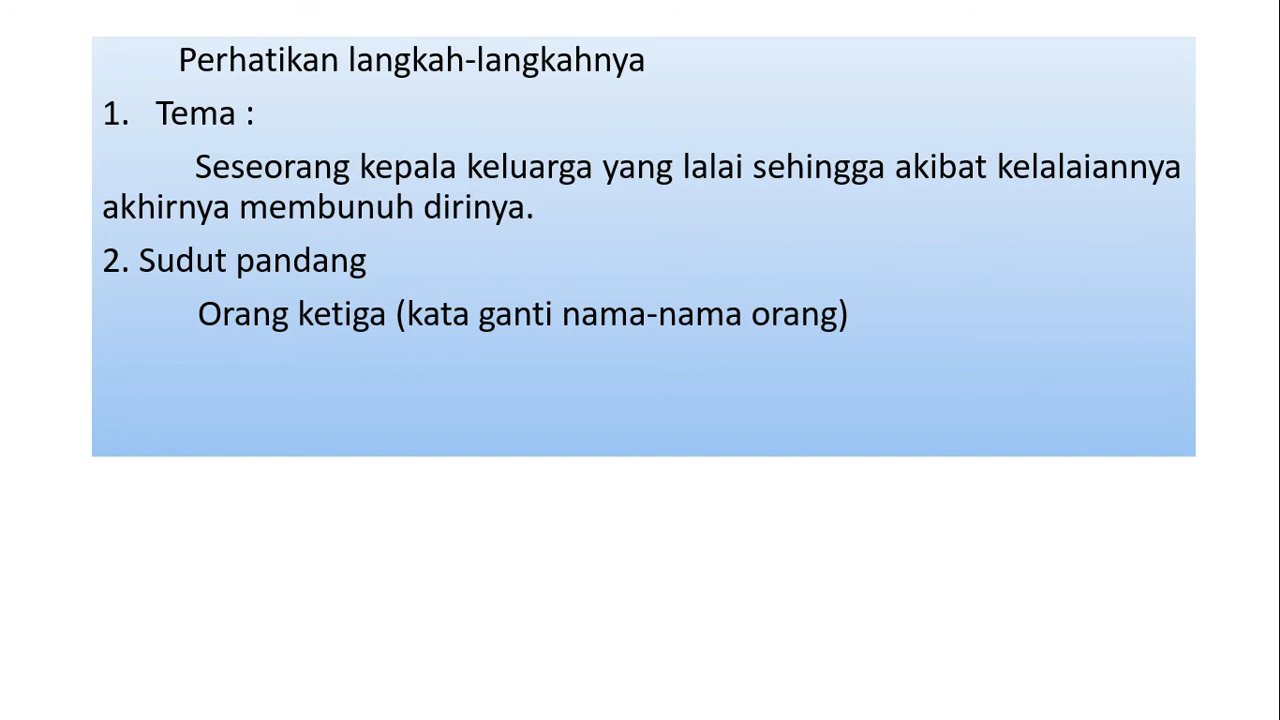 Perhatikan langkah-langkahnya
1. Tema :
Seseorang kepala keluarga yang lalai sehingga akibat kelalaiannya
akhirnya membunuh dirinya.
2. Sudut pandang
Orang ketiga (kata ganti nama-nama orang)